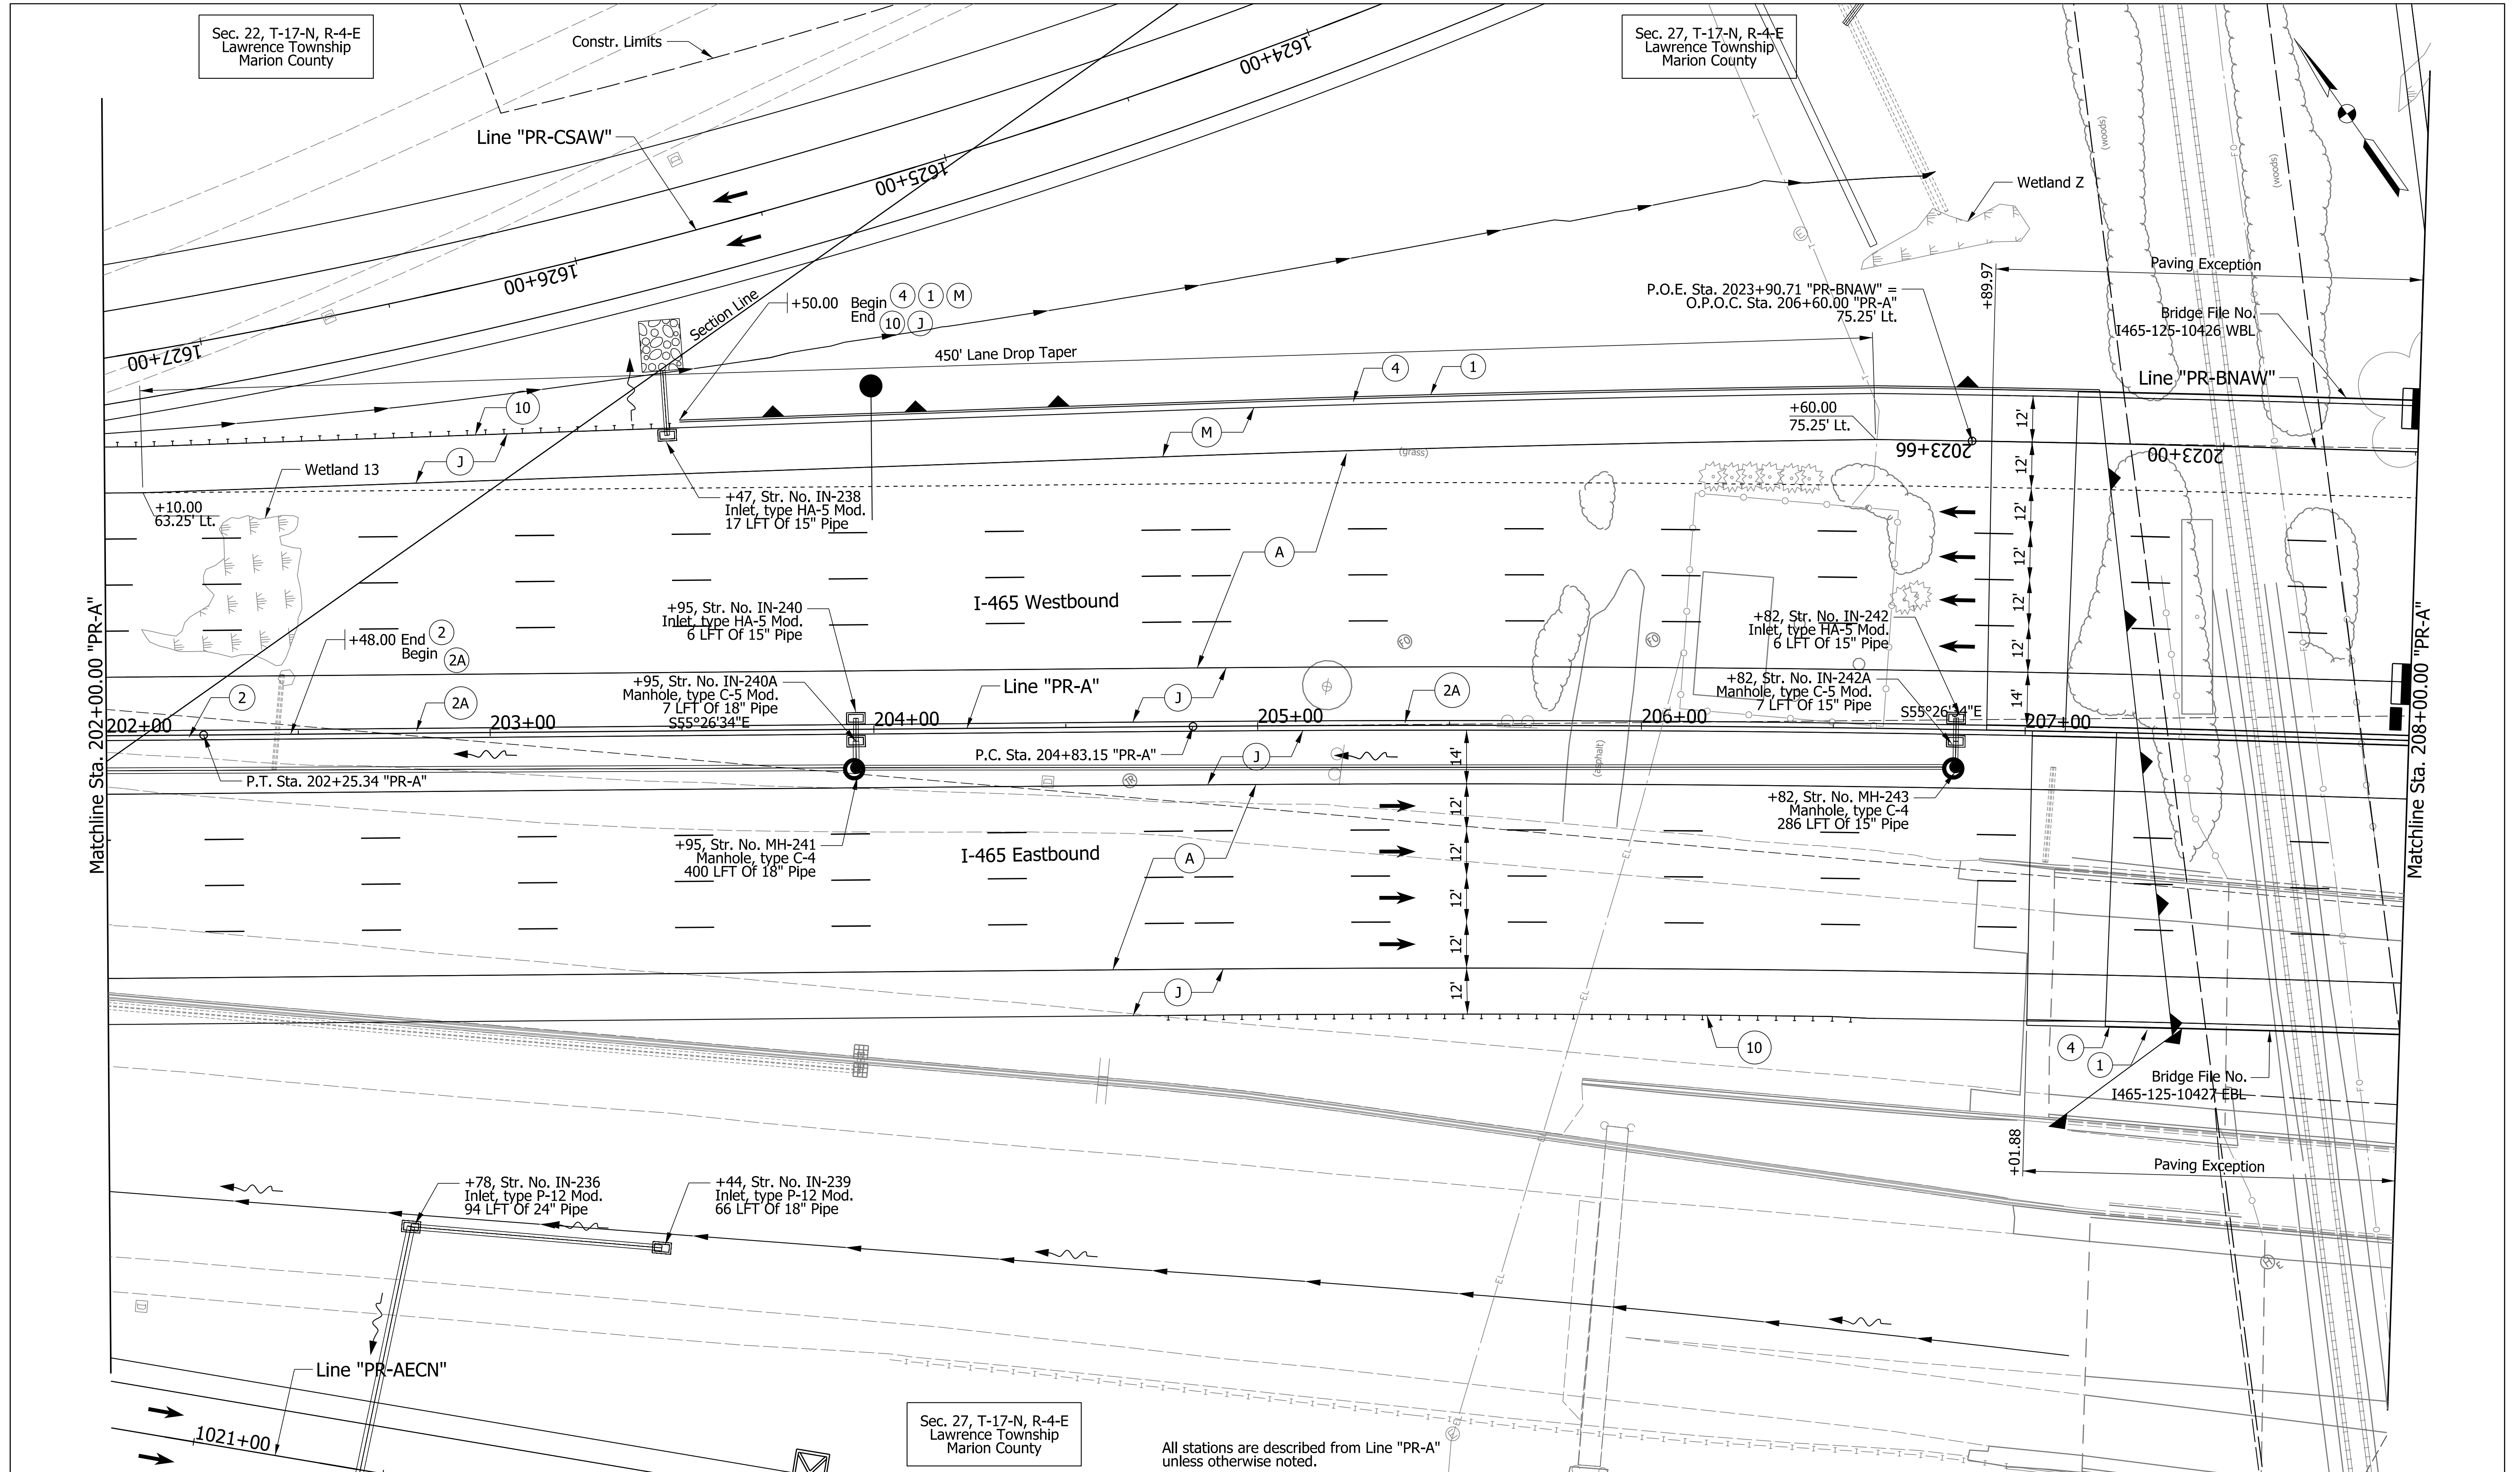 Sec. 22, T-17-N, R-4-E
Lawrence Township
Marion County
Constr. Limits
Sec. 27, T-17-N, R-4-E
Lawrence Township
Marion County
Line "PR-CSAW"
1624+00
1625+00
1626+00
1627+00
(woods)
(woods)
Wetland Z
E
T
T
T
FO
Paving Exception
+89.97
P.O.E. Sta. 2023+90.71 "PR-BNAW" =
O.P.O.C. Sta. 206+60.00 "PR-A"
75.25' Lt.
Bridge File No.
I465-125-10426 WBL
Section Line
+50.00 Begin 4 1 M
End 10 J
450' Lane Drop Taper
4
1
Line "PR-BNAW"
10
+60.00
75.25' Lt.
12'
M
2023+66
2023+00
J
Wetland 13
(grass)
12'
+10.00
63.25' Lt.
+47, Str. No. IN-238
Inlet, type HA-5 Mod.
17 LFT Of 15" Pipe
12'
A
12'
I-465 Westbound
12'
+95, Str. No. IN-240
Inlet, type HA-5 Mod.
6 LFT Of 15" Pipe
+82, Str. No. IN-242
Inlet, type HA-5 Mod.
6 LFT Of 15" Pipe
FO
FO
12'
+48.00 End 2
Begin 2A
Matchline Sta. 202+00.00 "PR-A"
Matchline Sta. 208+00.00 "PR-A"
+95, Str. No. IN-240A
Manhole, type C-5 Mod.
7 LFT Of 18" Pipe
S55°26'34"E
Line "PR-A"
J
2A
+82, Str. No. IN-242A
Manhole, type C-5 Mod.
7 LFT Of 15" Pipe
S55°26'34"E
14'
2
2A
202+00
203+00
204+00
205+00
206+00
207+00
P.T. Sta. 202+25.34 "PR-A"
P.C. Sta. 204+83.15 "PR-A"
J
14'
(asphalt)
TR
+82, Str. No. MH-243
Manhole, type C-4
286 LFT Of 15" Pipe
12'
+95, Str. No. MH-241
Manhole, type C-4
400 LFT Of 18" Pipe
I-465 Eastbound
A
12'
EL
12'
12'
J
12'
EL
10
4
1
Bridge File No.
I465-125-10427 EBL
FO
EL
+01.88
Paving Exception
+78, Str. No. IN-236
Inlet, type P-12 Mod.
94 LFT Of 24" Pipe
+44, Str. No. IN-239
Inlet, type P-12 Mod.
66 LFT Of 18" Pipe
EL
H
E
Line "PR-AECN"
1021+00
Sec. 27, T-17-N, R-4-E
Lawrence Township
Marion County
All stations are described from Line "PR-A"
unless otherwise noted.
EL
E